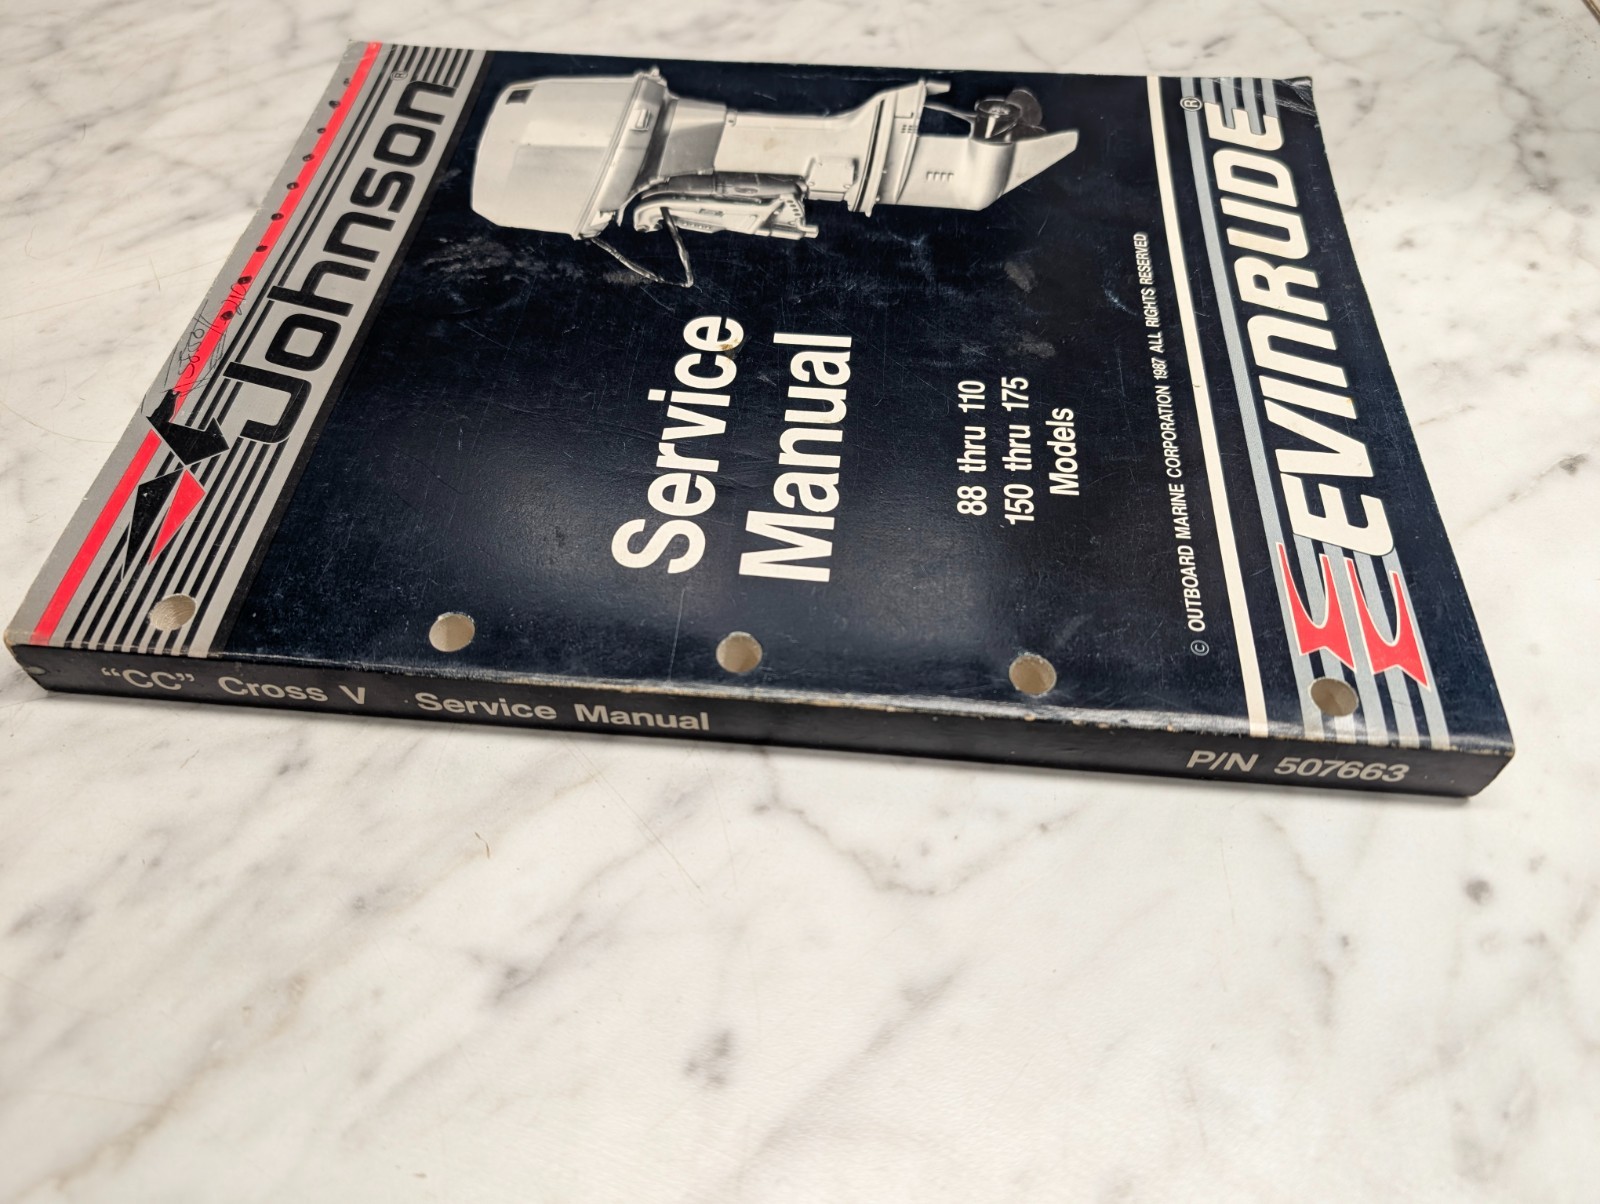 Johnson®
Service
Manual
88 thru 110
150 thru 175
Models
© OUTBOARD MARINE CORPORATION 1987 ALL RIGHTS RESERVED
EVINRUDE®
"CC" Cross V Service Manual P/N 507663